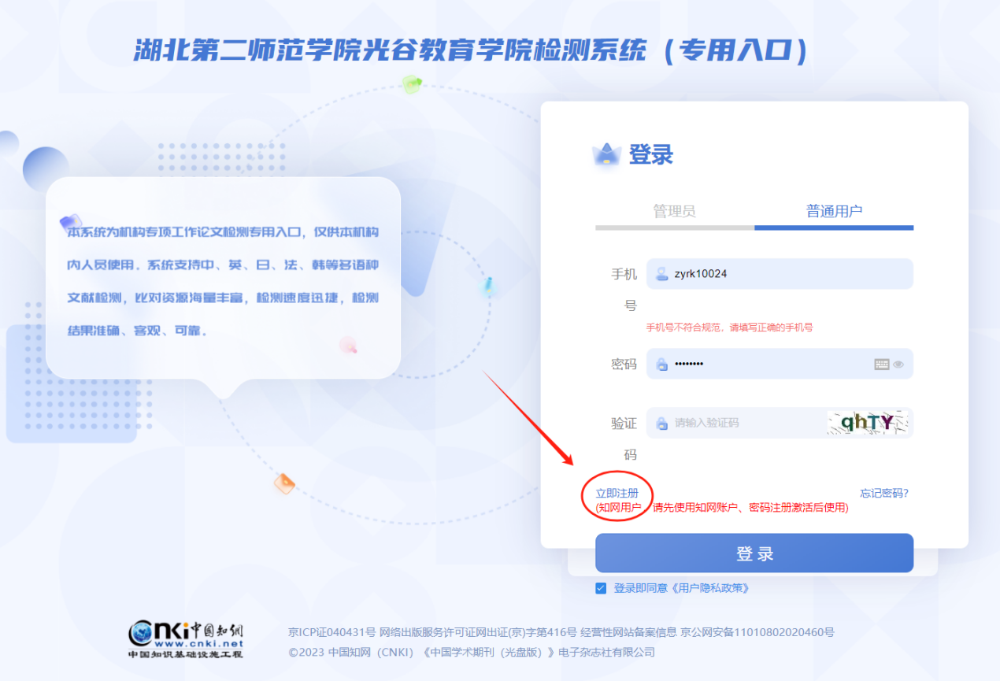 湖北第二师范学院光谷教育学院检测系统（专用入口）
登录
管理员
普通用户
本系统为机构专项工作论文检测专用入口，仅供本机构
内人员使用。系统支持中、英、日、法、韩等多语种
文献检测，比对资源海量丰富，检测速度迅捷，检测
结果准确、客观、可靠。
手机号
zyrk10024
手机号不符合规范，请填写正确的手机号
密码
••••••••
验证码
请输入验证码
qhTY
立即注册
忘记密码?
(知网用户，请先使用知网账户、密码注册激活后使用)
登 录
登录即同意《用户隐私政策》
Cnki中国知网
www.cnki.net
中国知识基础设施工程
京ICP证040431号 网络出版服务许可证网出证(京)字第416号 经营性网站备案信息 京公网安备11010802020460号
©2023 中国知网（CNKI）《中国学术期刊（光盘版）》电子杂志社有限公司